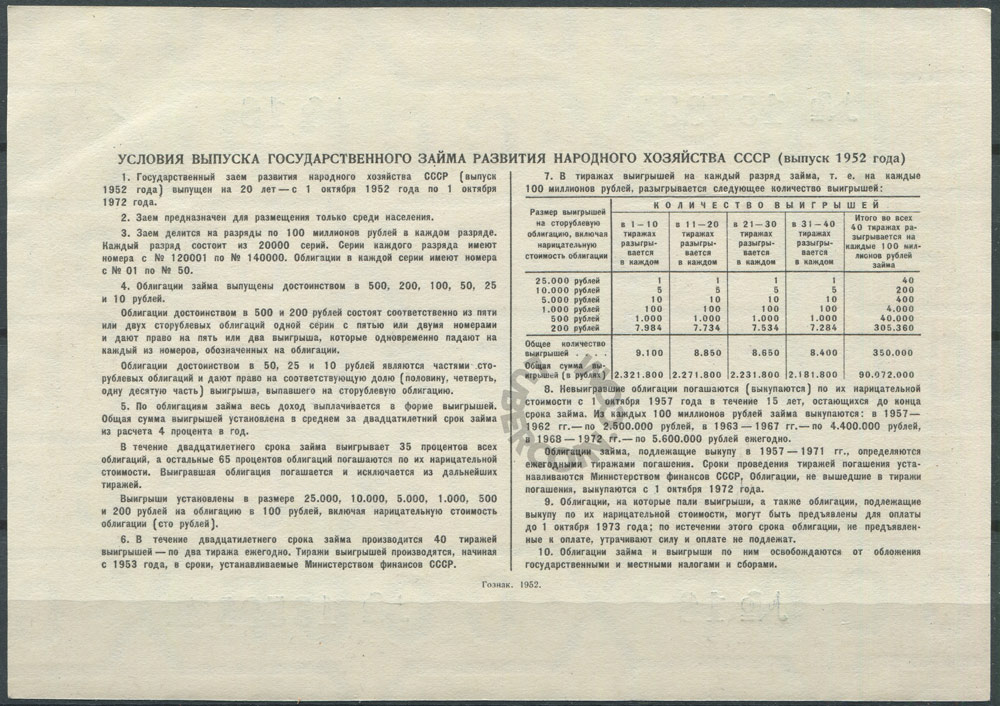 УСЛОВИЯ ВЫПУСКА ГОСУДАРСТВЕННОГО ЗАЙМА РАЗВИТИЯ НАРОДНОГО ХОЗЯЙСТВА СССР (выпуск 1952 года)
1. Государственный заем развития народного хозяйства СССР (выпуск
1952 года) выпущен на 20 лет—с 1 октября 1952 года по 1 октября
1972 года.
2. Заем предназначен для размещения только среди населения.
3. Заем делится на разряды по 100 миллионов рублей в каждом разряде.
Каждый разряд состоит из 20000 серий. Серии каждого разряда имеют
номера с № 120001 по № 140000. Облигации в каждой серии имеют номера
с № 01 по № 50.
4. Облигации займа выпущены достоинством в 500, 200, 100, 50, 25
и 10 рублей.
Облигации достоинством в 500 и 200 рублей состоят соответственно из пяти
или двух сторублевых облигаций одной серии с пятью или двумя номерами
и дают право на пять или два выигрыша, которые одновременно падают на
каждый из номеров, обозначенных на облигации.
Облигации достоинством в 50, 25 и 10 рублей являются частями сто-
рублевых облигаций и дают право на соответствующую долю (половину, четверть,
одну десятую часть) выигрыша, выпавшего на сторублевую облигацию.
5. По облигациям займа весь доход выплачивается в форме выигрышей.
Общая сумма выигрышей установлена в среднем за двадцатилетний срок займа
из расчета 4 процента в год.
В течение двадцатилетнего срока займа выигрывает 35 процентов всех
облигаций, а остальные 65 процентов облигаций погашаются по их нарицательной
стоимости. Выигравшая облигация погашается и исключается из дальнейших
тиражей.
Выигрыши установлены в размере 25.000, 10.000, 5.000, 1.000, 500
и 200 рублей на облигацию в 100 рублей, включая нарицательную стоимость
облигации (сто рублей).
6. В течение двадцатилетнего срока займа производится 40 тиражей
выигрышей—по два тиража ежегодно. Тиражи выигрышей производятся, начиная
с 1953 года, в сроки, устанавливаемые Министерством финансов СССР.
7. В тиражах выигрышей на каждый разряд займа, т. е. на каждые
100 миллионов рублей, разыгрывается следующее количество выигрышей:
Размер выигрышей на сторублевую облигацию, включая нарицательную стоимость облигации
КОЛИЧЕСТВО ВЫИГРЫШЕЙ
в 1—10 тиражах разыгры-вается в каждом
в 11—20 тиражах разыгры-вается в каждом
в 21—30 тиражах разыгры-вается в каждом
в 31—40 тиражах разыгры-вается в каждом
Итого во всех 40 тиражах ра-зыгрывается на каждые 100 мил-лионов рублей займа
25.000 рублей 1 1 1 1 40
10.000 рублей 5 5 5 5 200
5.000 рублей 10 10 10 10 400
1.000 рублей 100 100 100 100 4.000
500 рублей 1.000 1.000 1.000 1.000 40.000
200 рублей 7.984 7.734 7.534 7.284 305.360
Общее количество
выигрышей . . . 9.100 8.850 8.650 8.400 350.000
Общая сумма вы-
игрышей (в рублях) 2.321.800 2.271.800 2.231.800 2.181.800 90.072.000
8. Невыигравшие облигации погашаются (выкупаются) по их нарицательной
стоимости с 1 октября 1957 года в течение 15 лет, остающихся до конца
срока займа. Из каждых 100 миллионов рублей займа выкупаются: в 1957—
1962 гг.—по 2.500.000 рублей, в 1963—1967 гг.—по 4.400.000 рублей,
в 1968—1972 гг.—по 5.600.000 рублей ежегодно.
Облигации займа, подлежащие выкупу в 1957—1971 гг., определяются
ежегодными тиражами погашения. Сроки проведения тиражей погашения уста-
навливаются Министерством финансов СССР, Облигации, не вышедшие в тиражи
погашения, выкупаются с 1 октября 1972 года.
9. Облигации, на которые пали выигрыши, а также облигации, подлежащие
выкупу по их нарицательной стоимости, могут быть предъявлены для оплаты
до 1 октября 1973 года; по истечении этого срока облигации, не предъявлен-
ные к оплате, утрачивают силу и оплате не подлежат.
10. Облигации займа и выигрыши по ним освобождаются от обложения
государственными и местными налогами и сборами.
Гознак. 1952.